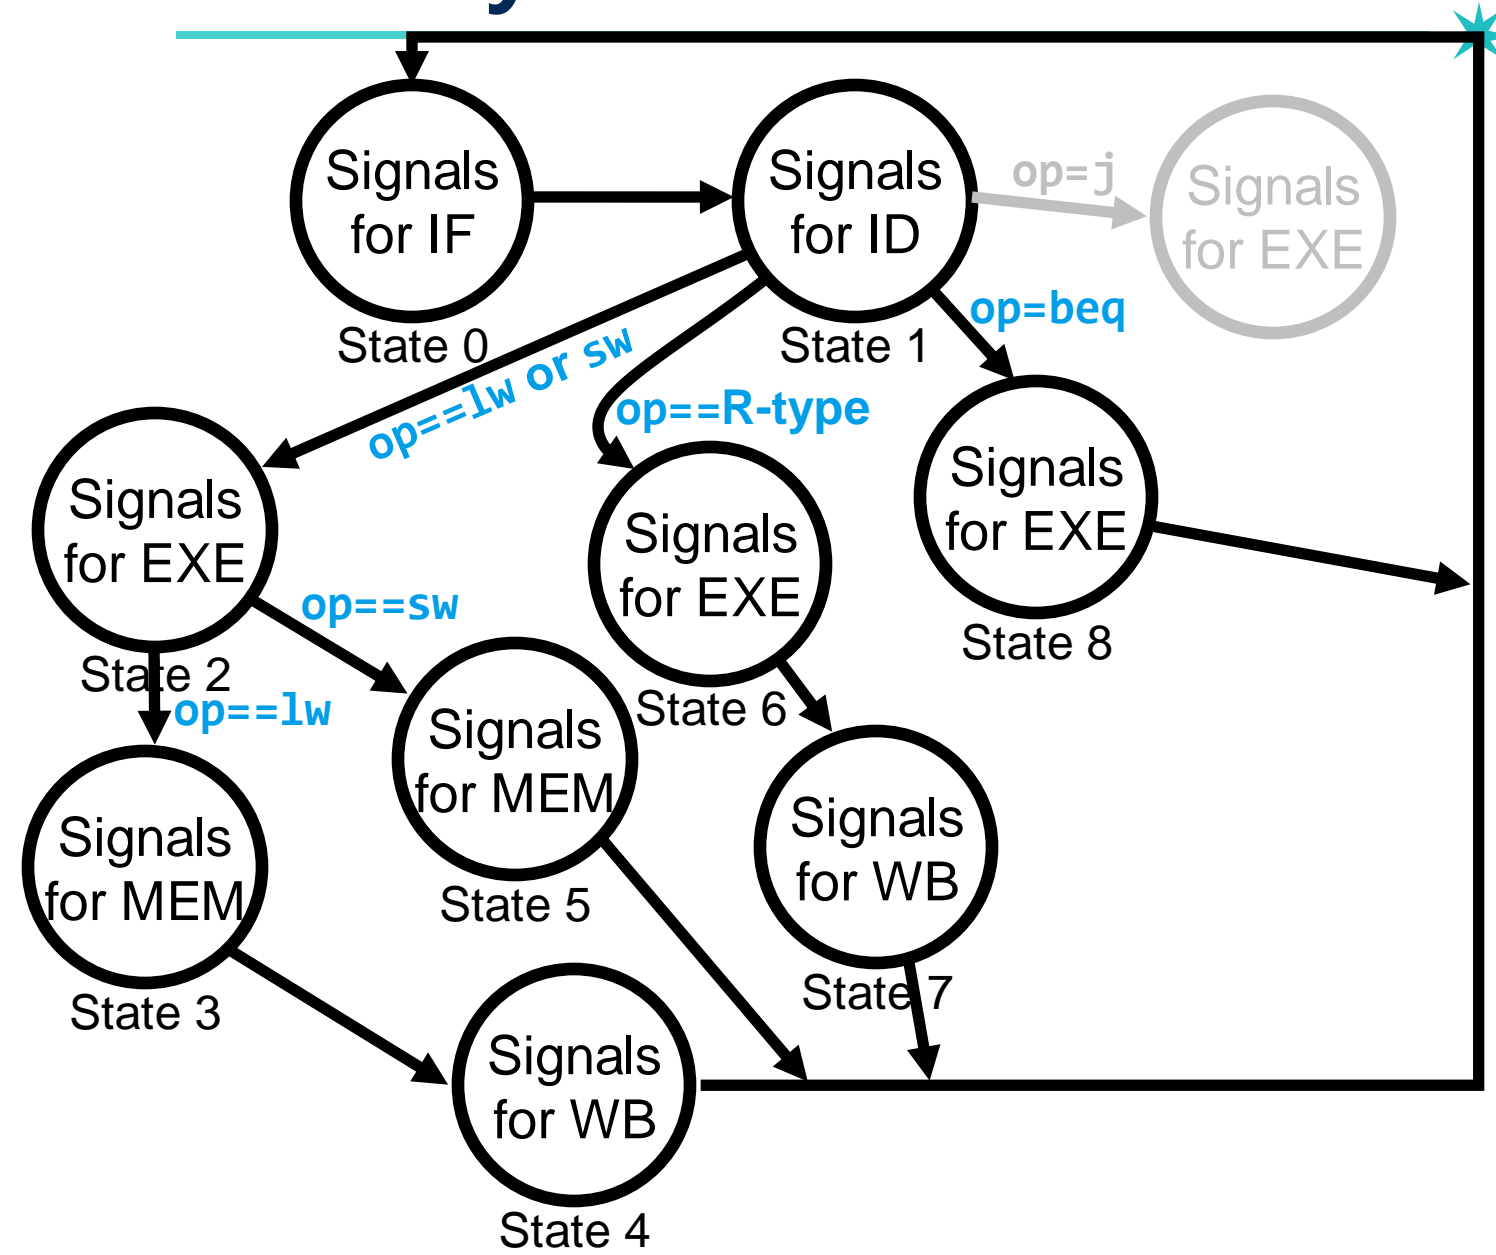 Signals
for IF
State 0
Signals
for ID
State 1
op=j
Signals
for EXE
op=beq
op==lw or sw
op==R-type
Signals
for EXE
State 2
Signals
for EXE
State 6
Signals
for EXE
State 8
op==sw
op==lw
Signals
for MEM
State 3
Signals
for MEM
State 5
Signals
for WB
State 7
Signals
for WB
State 4